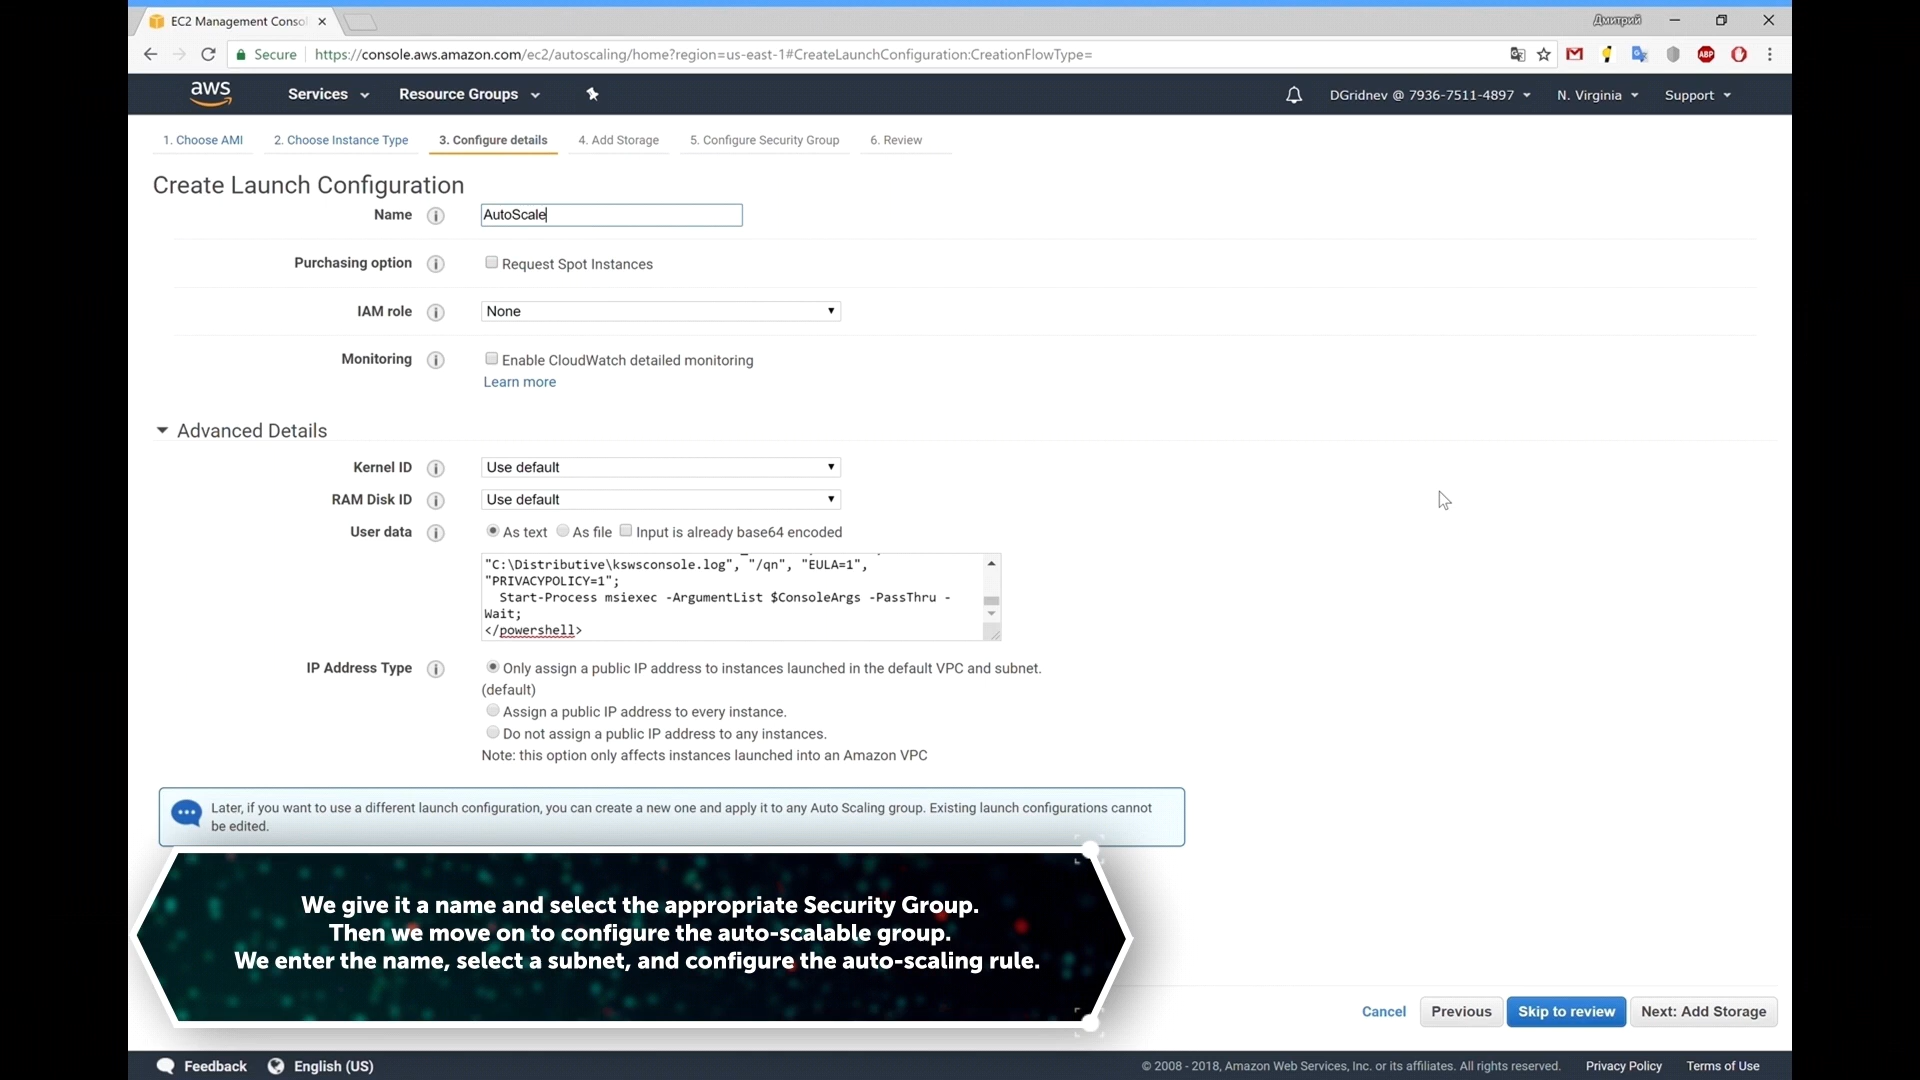 EC2 Management Conso
Дмитрий
Secure
https://console.aws.amazon.com/ec2/autoscaling/home?region=us-east-1#CreateLaunchConfiguration:CreationFlowType=
ABP
aws
Services
Resource Groups
DGridnev @ 7936-7511-4897
N. Virginia
Support
1. Choose AMI
2. Choose Instance Type
3. Configure details
4. Add Storage
5. Configure Security Group
6. Review
Create Launch Configuration
Name
AutoScale
Purchasing option
Request Spot Instances
IAM role
None
Monitoring
Enable CloudWatch detailed monitoring
Learn more
Advanced Details
Kernel ID
Use default
RAM Disk ID
Use default
User data
As text
As file
Input is already base64 encoded
"C:\Distributive\kswsconsole.log", "/qn", "EULA=1",
"PRIVACYPOLICY=1";
Start-Process msiexec -ArgumentList $ConsoleArgs -PassThru -
Wait;
</powershell>
IP Address Type
Only assign a public IP address to instances launched in the default VPC and subnet.
(default)
Assign a public IP address to every instance.
Do not assign a public IP address to any instances.
Note: this option only affects instances launched into an Amazon VPC
Later, if you want to use a different launch configuration, you can create a new one and apply it to any Auto Scaling group. Existing launch configurations cannot
be edited.
We give it a name and select the appropriate Security Group.
Then we move on to configure the auto-scalable group.
We enter the name, select a subnet, and configure the auto-scaling rule.
Cancel
Previous
Skip to review
Next: Add Storage
Feedback
English (US)
© 2008 - 2018, Amazon Web Services, Inc. or its affiliates. All rights reserved.
Privacy Policy
Terms of Use